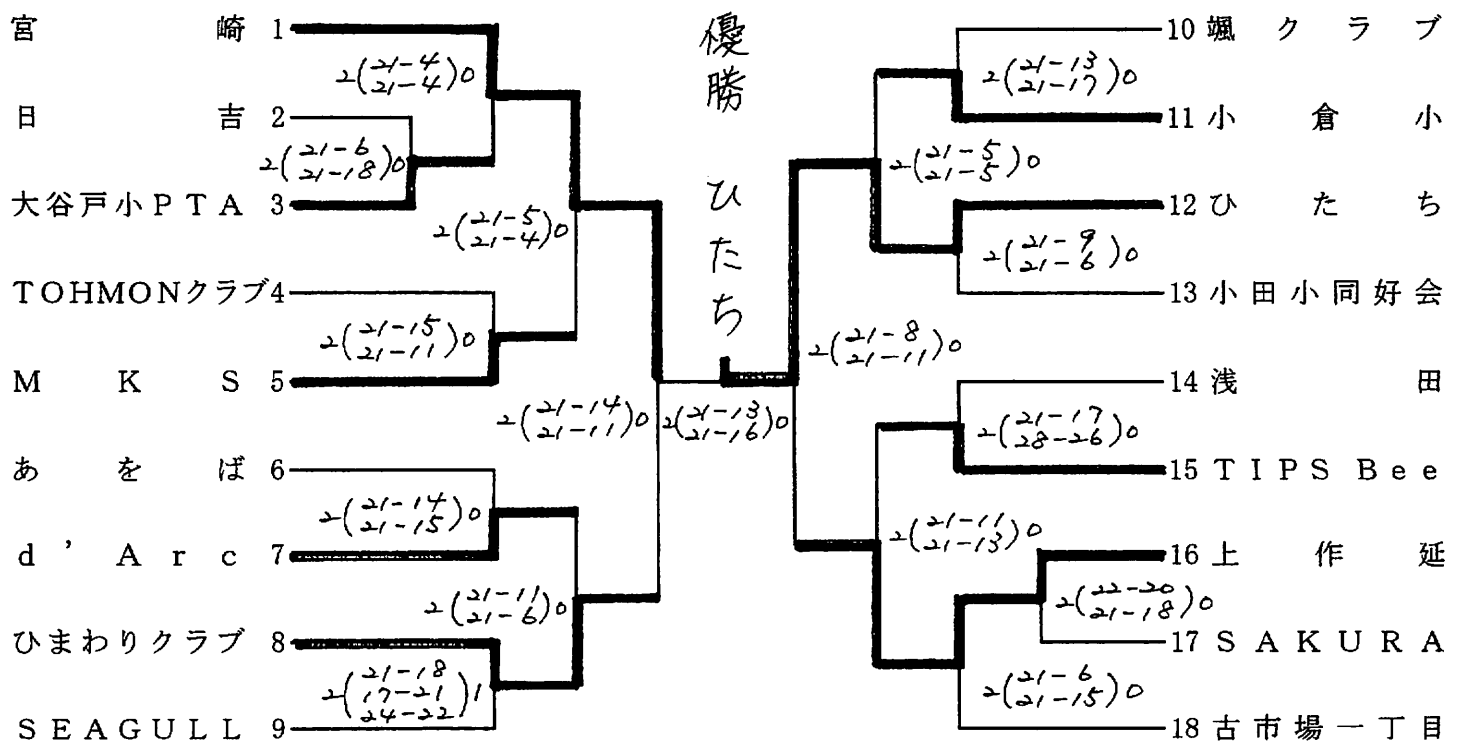 宮崎 1
2(21-4 21-4)0
日吉 2
2(21-6 21-18)0
大谷戸小PTA 3
2(21-5 21-4)0
TOHMONクラブ4
2(21-15 21-11)0
MKS 5
2(21-14 21-11)0
あをば 6
2(21-14 21-15)0
d'Arc 7
2(21-11 21-6)0
ひまわりクラブ 8
2(21-18 17-21 24-22)1
SEAGULL 9
優勝 ひたち
2(21-13 21-16)0
10 颯クラブ
2(21-13 21-17)0
11 小倉小
2(21-5 21-5)0
12 ひたち
2(21-9 21-6)0
13 小田小同好会
2(21-8 21-11)0
14 浅田
2(21-17 28-26)0
15 TIPS Bee
2(21-11 21-13)0
16 上作延
2(22-20 21-18)0
17 SAKURA
2(21-6 21-15)0
18 古市場一丁目